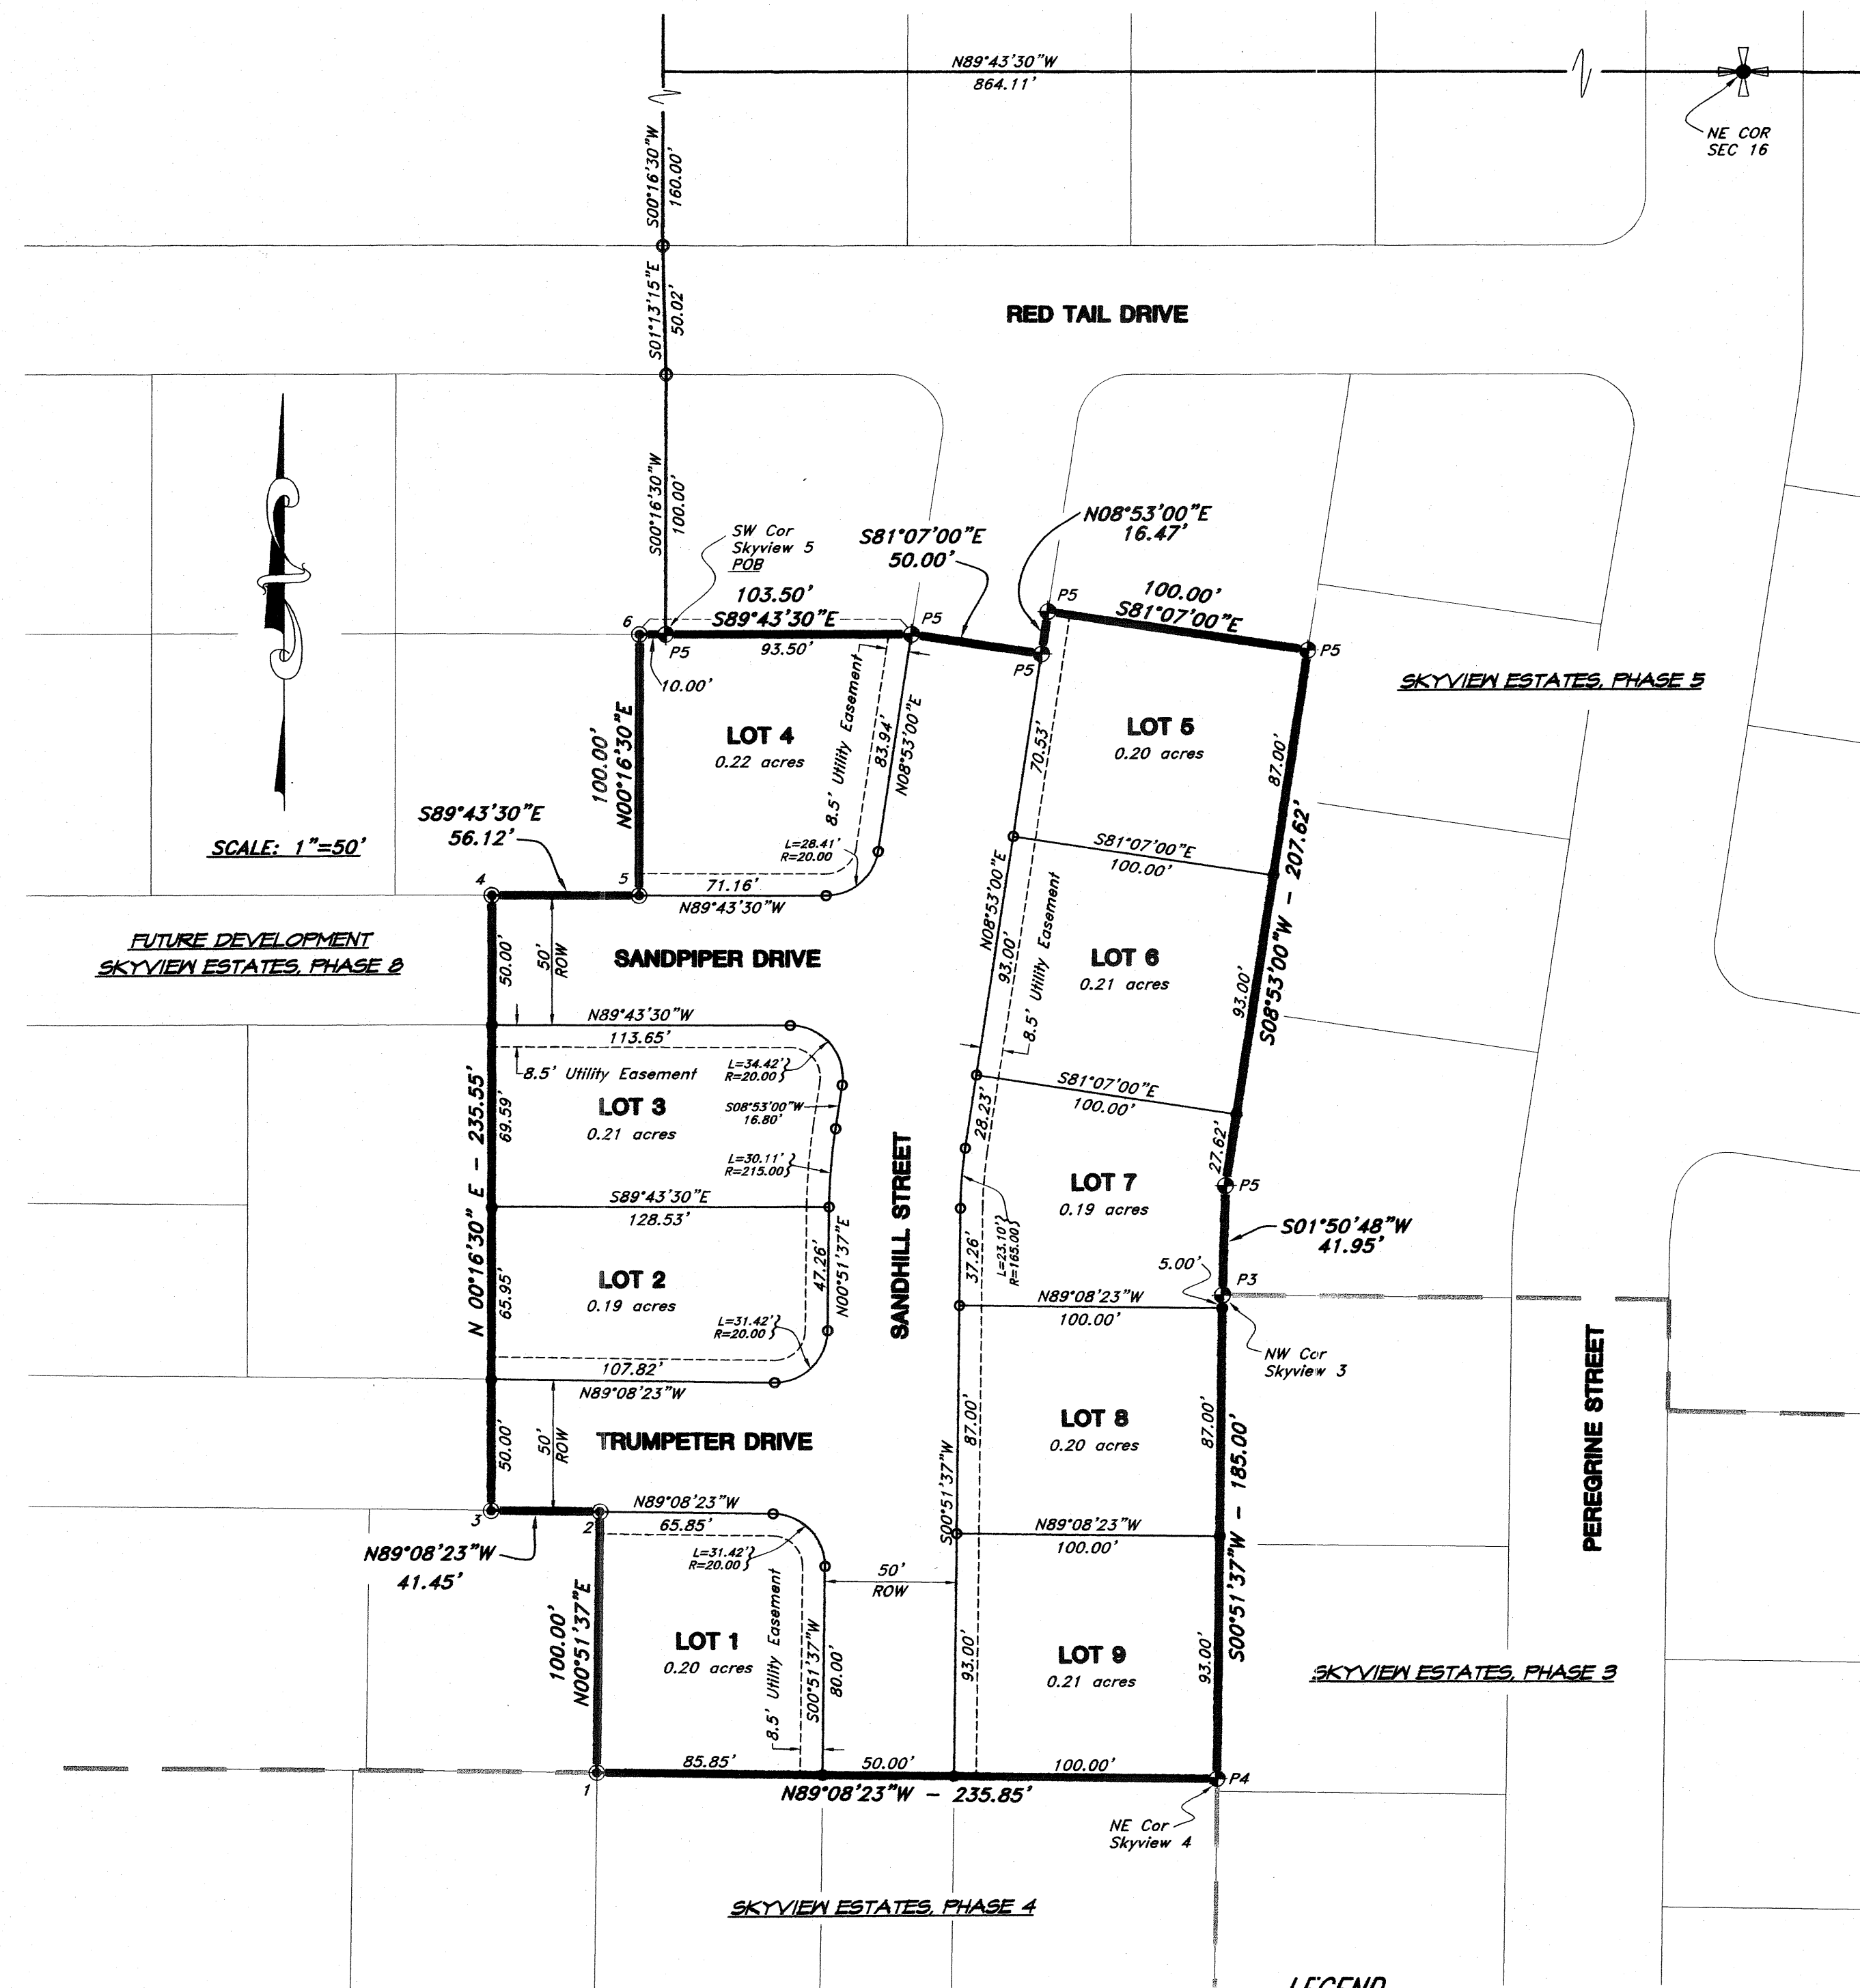 N89°43'30"W
864.11'
NE COR
SEC 16
S00°16'30"W
160.00'
S01°13'15"E
50.02'
RED TAIL DRIVE
S00°16'30"W
100.00'
SW Cor
Skyview 5
POB
S81°07'00"E
50.00'
N08°53'00"E
16.47'
103.50'
S89°43'30"E
93.50'
10.00'
6
P5
P5
P5
P5
100.00'
S81°07'00"E
P5
SKYVIEW ESTATES, PHASE 5
LOT 4
0.22 acres
8.5' Utility Easement
83.94'
N08°53'00"E
100.00'
N00°16'30"E
L=28.41'
R=20.00
71.16'
N89°43'30"W
LOT 5
0.20 acres
70.53'
87.00'
S08°53'00"W - 207.62'
S81°07'00"E
100.00'
SCALE: 1"=50'
S89°43'30"E
56.12'
4
5
FUTURE DEVELOPMENT
SKYVIEW ESTATES, PHASE 8
50.00'
50'
ROW
SANDPIPER DRIVE
N08°53'00"E
93.00'
8.5' Utility Easement
LOT 6
0.21 acres
93.00'
N89°43'30"W
113.65'
8.5' Utility Easement
L=34.42'
R=20.00
S08°53'00"W
16.80'
LOT 3
0.21 acres
69.59'
N 00°16'30" E - 235.55'
L=30.11'
R=215.00
S89°43'30"E
128.53'
S81°07'00"E
100.00'
28.23'
27.62'
P5
LOT 7
0.19 acres
S01°50'48"W
41.95'
SANDHILL STREET
37.26'
L=23.10'
R=165.00
5.00'
P3
N89°08'23"W
100.00'
NW Cor
Skyview 3
LOT 2
0.19 acres
65.95'
47.26'
N00°51'37"E
L=31.42'
R=20.00
107.82'
N89°08'23"W
PEREGRINE STREET
50.00'
50'
ROW
TRUMPETER DRIVE
LOT 8
0.20 acres
87.00'
87.00'
S00°51'37"W
S00°51'37"W - 185.00'
3
2
N89°08'23"W
65.85'
N89°08'23"W
41.45'
L=31.42'
R=20.00
N89°08'23"W
100.00'
50'
ROW
100.00'
N00°51'37"E
LOT 1
0.20 acres
8.5' Utility Easement
S00°51'37"W
80.00'
93.00'
LOT 9
0.21 acres
93.00'
SKYVIEW ESTATES, PHASE 3
1
85.85'
50.00'
100.00'
N89°08'23"W - 235.85'
P4
NE Cor
Skyview 4
SKYVIEW ESTATES, PHASE 4
LEGEND